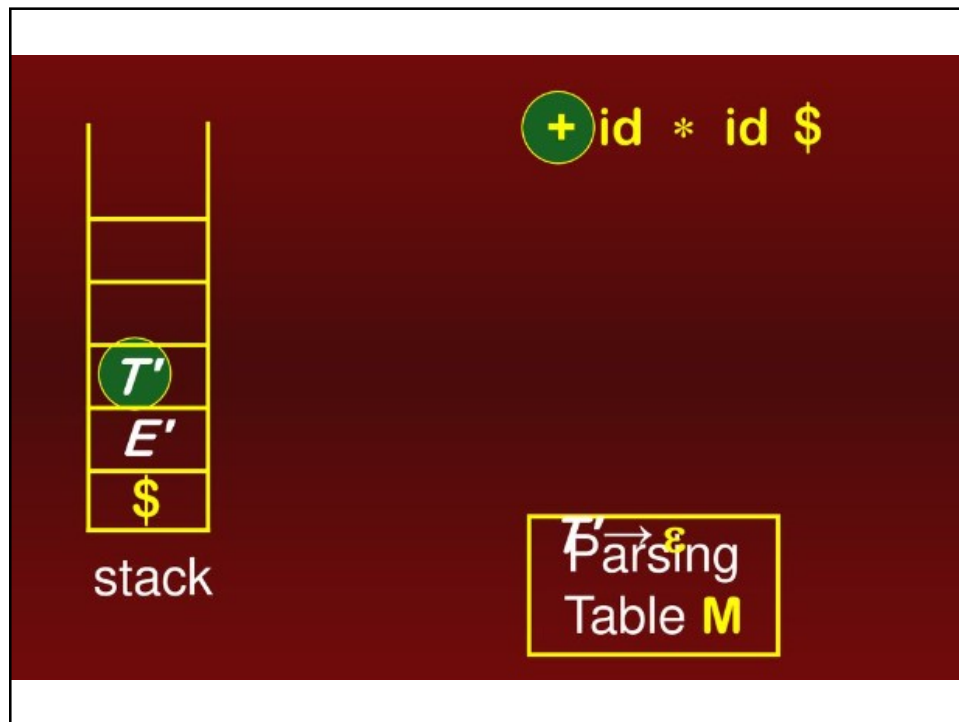 + id * id $
T'
E'
$
stack
T' → ε
Parsing
Table M